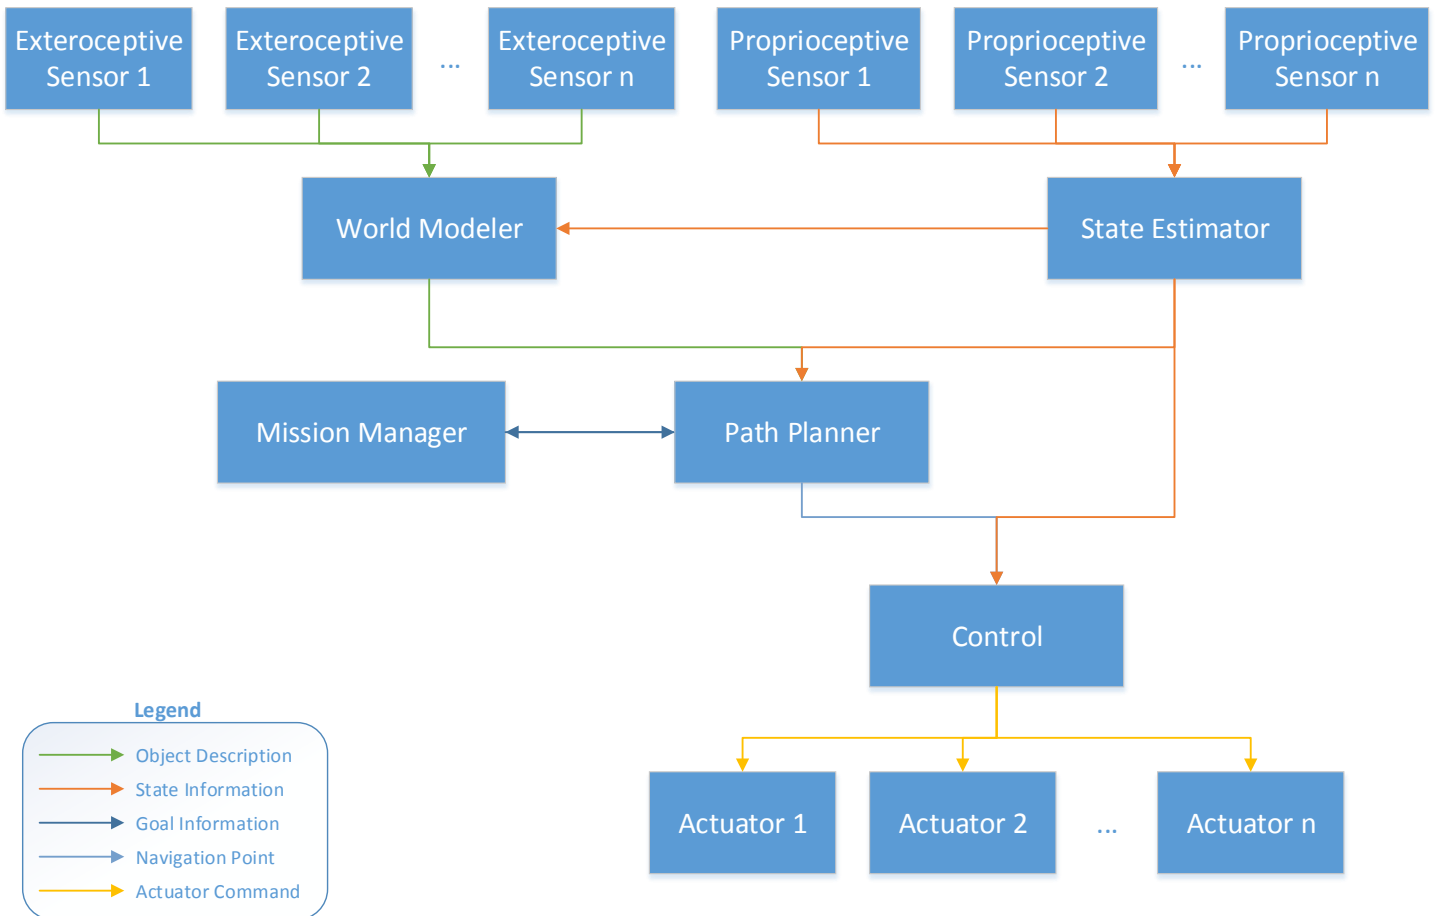 Exteroceptive
Sensor 1
Exteroceptive
Sensor 2
...
Exteroceptive
Sensor n
Proprioceptive
Sensor 1
Proprioceptive
Sensor 2
...
Proprioceptive
Sensor n
World Modeler
State Estimator
Mission Manager
Path Planner
Control
Actuator 1
Actuator 2
...
Actuator n
Legend
Object Description
State Information
Goal Information
Navigation Point
Actuator Command